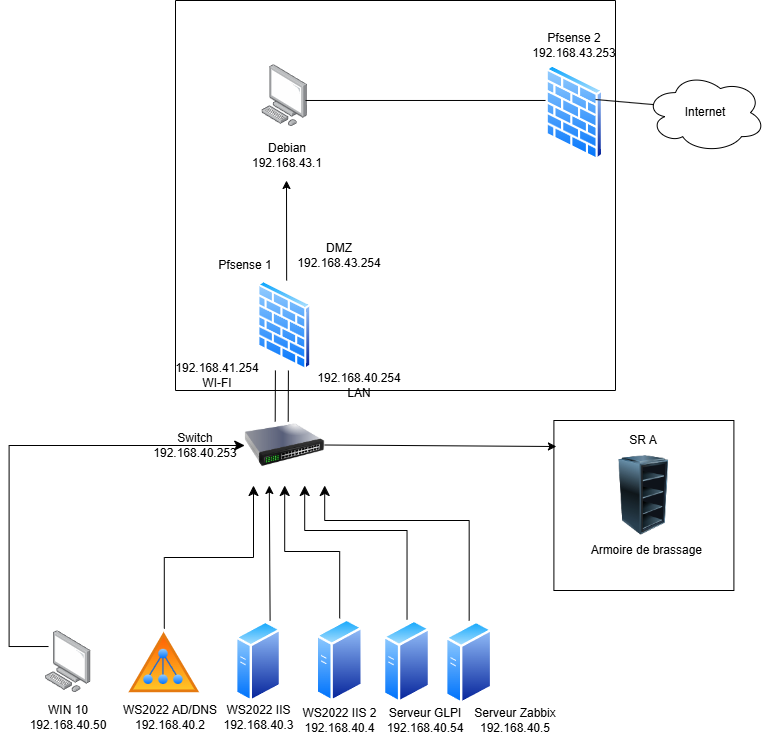 Pfsense 2
192.168.43.253
Internet
Debian
192.168.43.1
DMZ
192.168.43.254
Pfsense 1
192.168.41.254
WI-FI
192.168.40.254
LAN
Switch
192.168.40.253
SR A
Armoire de brassage
WIN 10
192.168.40.50
WS2022 AD/DNS
192.168.40.2
WS2022 IIS
192.168.40.3
WS2022 IIS 2
192.168.40.4
Serveur GLPI
192.168.40.54
Serveur Zabbix
192.168.40.5